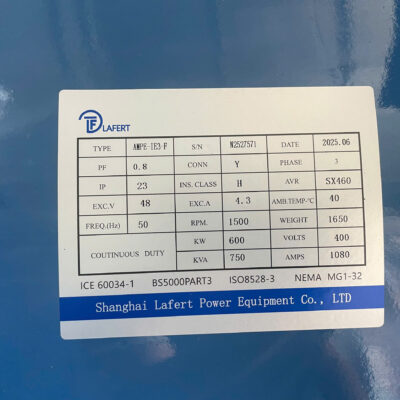 LAFERT
TYPE AMPE-IE3-F S/N N2527571 DATE 2025.06
PF 0.8 CONN Y PHASE 3
IP 23 INS. CLASS H AVR SX460
EXC.V 48 EXC.A 4.3 AMB.TEMP-℃ 40
FREQ.(Hz) 50 RPM. 1500 WEIGHT 1650
COUTINUOUS DUTY KW 600 VOLTS 400
KVA 750 AMPS 1080
ICE 60034-1 BS5000PART3 ISO8528-3 NEMA MG1-32
Shanghai Lafert Power Equipment Co., LTD